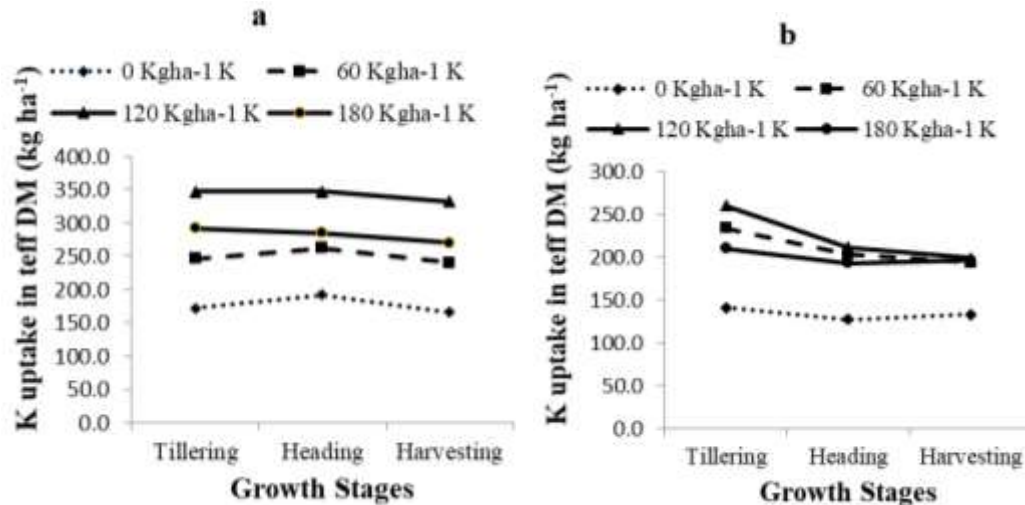 a
0 Kgha-1 K 60 Kgha-1 K
120 Kgha-1 K 180 Kgha-1 K
K uptake in teff DM (kg ha-1)
400.0
350.0
300.0
250.0
200.0
150.0
100.0
50.0
0.0
Tillering Heading Harvesting
Growth Stages
b
0 Kgha-1 K 60 Kgha-1 K
120 Kgha-1 K 180 Kgha-1 K
K uptake in teff DM (kg ha-1)
300.0
250.0
200.0
150.0
100.0
50.0
0.0
Tillering Heading Harvesting
Growth Stages